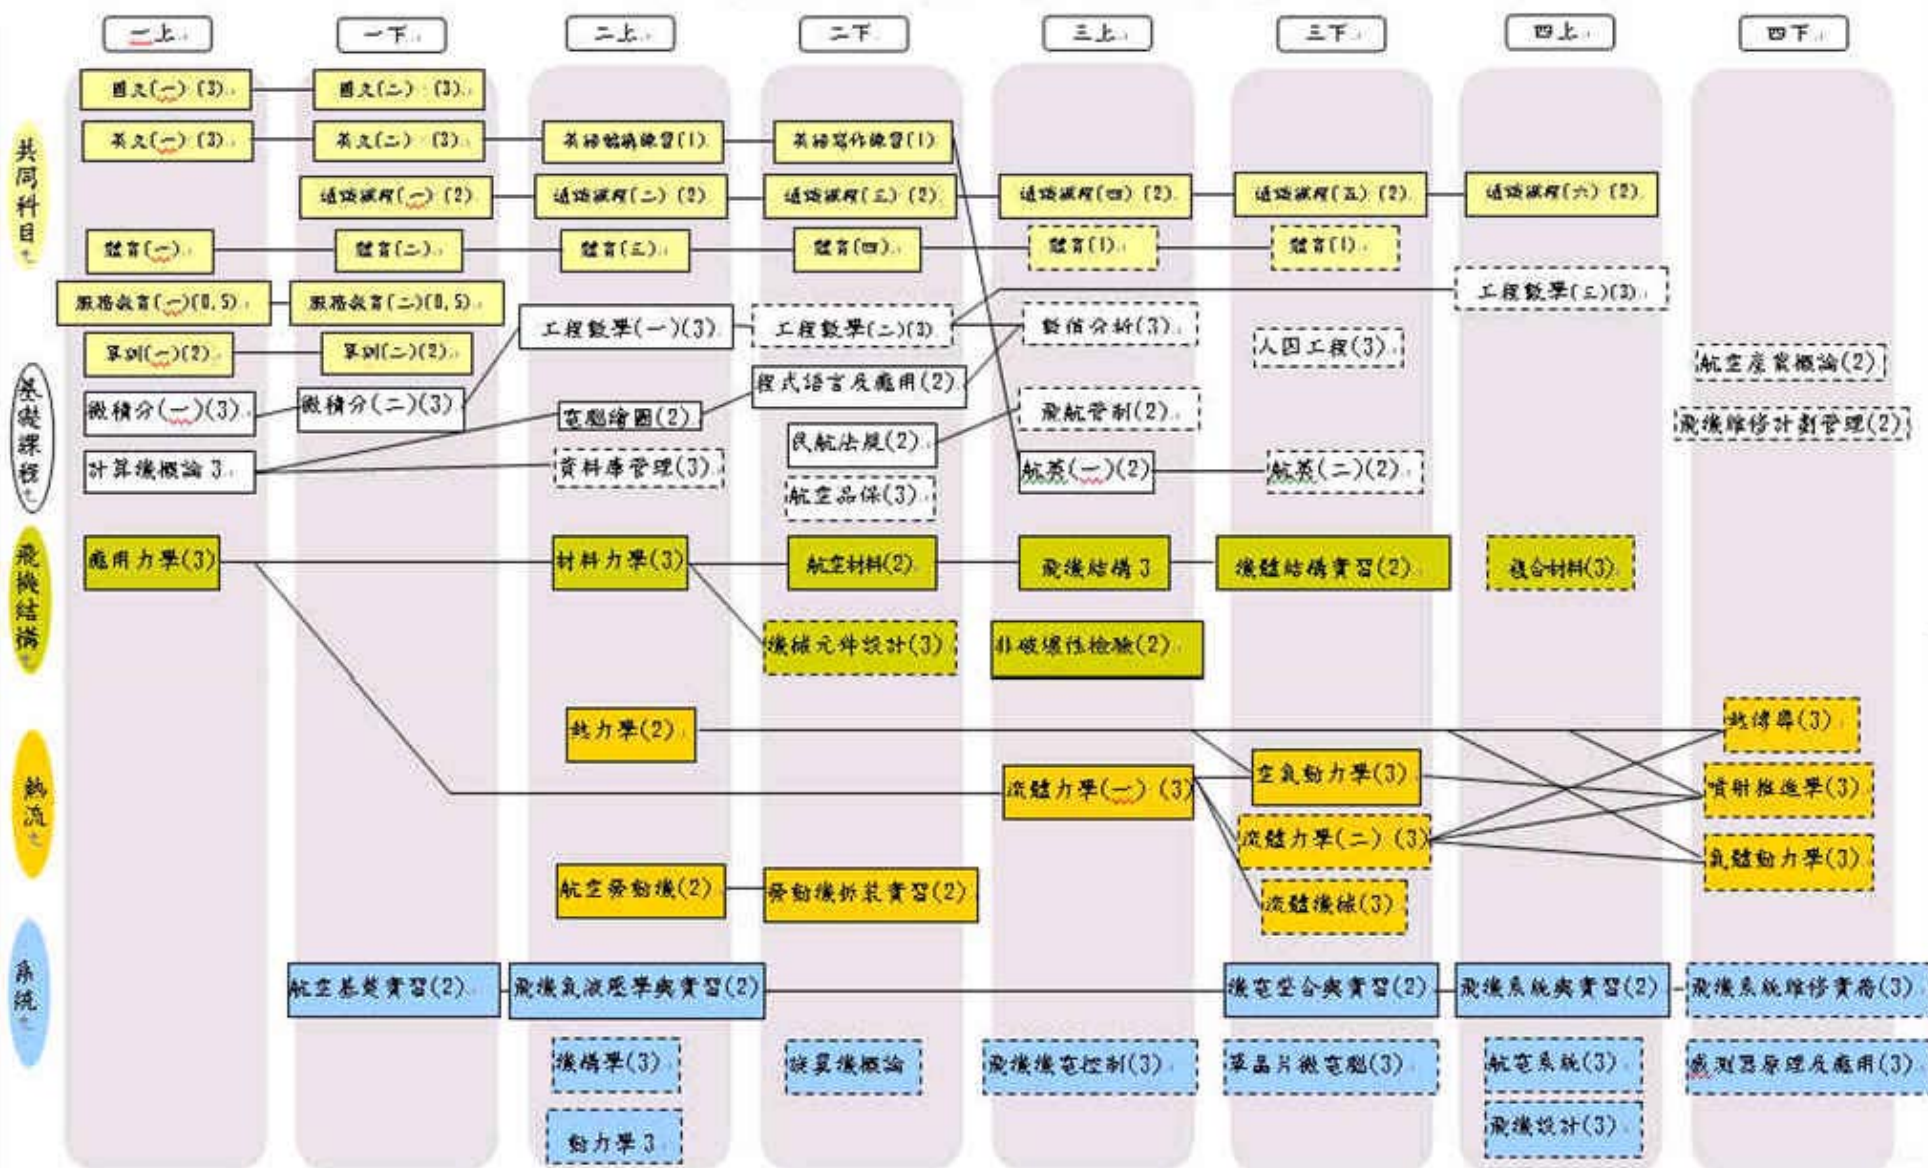 一上
一下
二上
二下
三上
三下
四上
四下
共同科目
國文(一) (3)
國文(二) (3)
英文(一) (3)
英文(二) (3)
英語聽講練習(1)
英語寫作練習(1)
通識課程(一) (2)
通識課程(二) (2)
通識課程(三) (2)
通識課程(四) (2)
通識課程(五) (2)
通識課程(六) (2)
體育(一)
體育(二)
體育(三)
體育(四)
體育(1)
體育(1)
服務教育(一)(0.5)
服務教育(二)(0.5)
軍訓(一)(2)
軍訓(二)(2)
基礎課程
工程數學(一)(3)
工程數學(二)(3)
數值分析(3)
人因工程(3)
工程數學(三)(3)
航空產業概論(2)
微積分(一)(3)
微積分(二)(3)
電腦繪圖(2)
程式語言及應用(2)
飛航管制(2)
飛機維修計劃管理(2)
計算機概論 3
資料庫管理(3)
民航法規(2)
航空品保(3)
航英(一)(2)
航英(二)(2)
飛機結構
應用力學(3)
材料力學(3)
航空材料(2)
飛機結構 3
機體結構實習(2)
複合材料(3)
機械元件設計(3)
非破壞性檢驗(2)
熱流
熱力學(2)
流體力學(一) (3)
空氣動力學(3)
流體力學(二) (3)
流體機械(3)
熱傳學(3)
噴射推進學(3)
氣體動力學(3)
航空發動機(2)
發動機拆裝實習(2)
系統
航空基礎實習(2)
飛機氣液壓學與實習(2)
機電整合與實習(2)
飛機系統與實習(2)
飛機系統維修實務(3)
機構學(3)
旋翼機概論
飛機機電控制(3)
單晶片微電腦(3)
航電系統(3)
感測器原理及應用(3)
動力學 3
飛機設計(3)